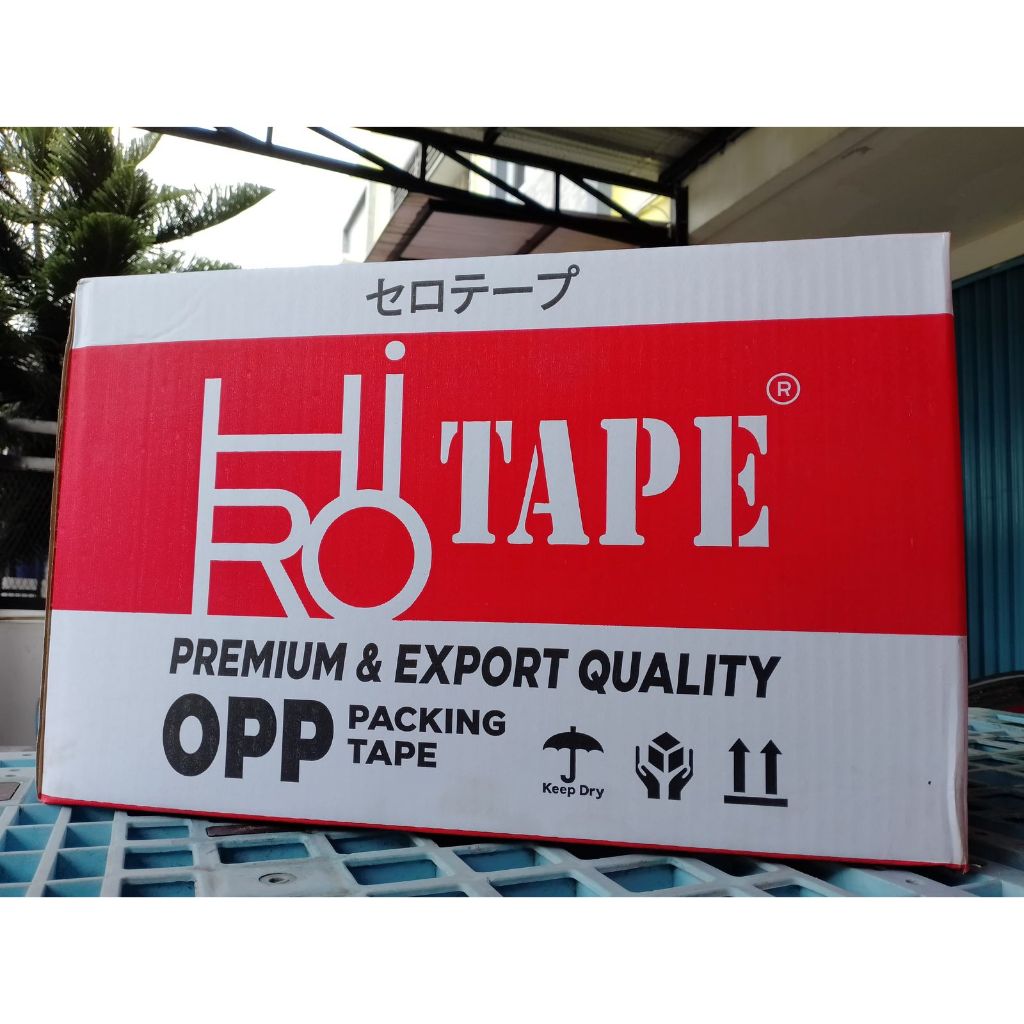 セロテープ
HiRO TAPE ®
PREMIUM & EXPORT QUALITY
OPP PACKING
TAPE
Keep Dry